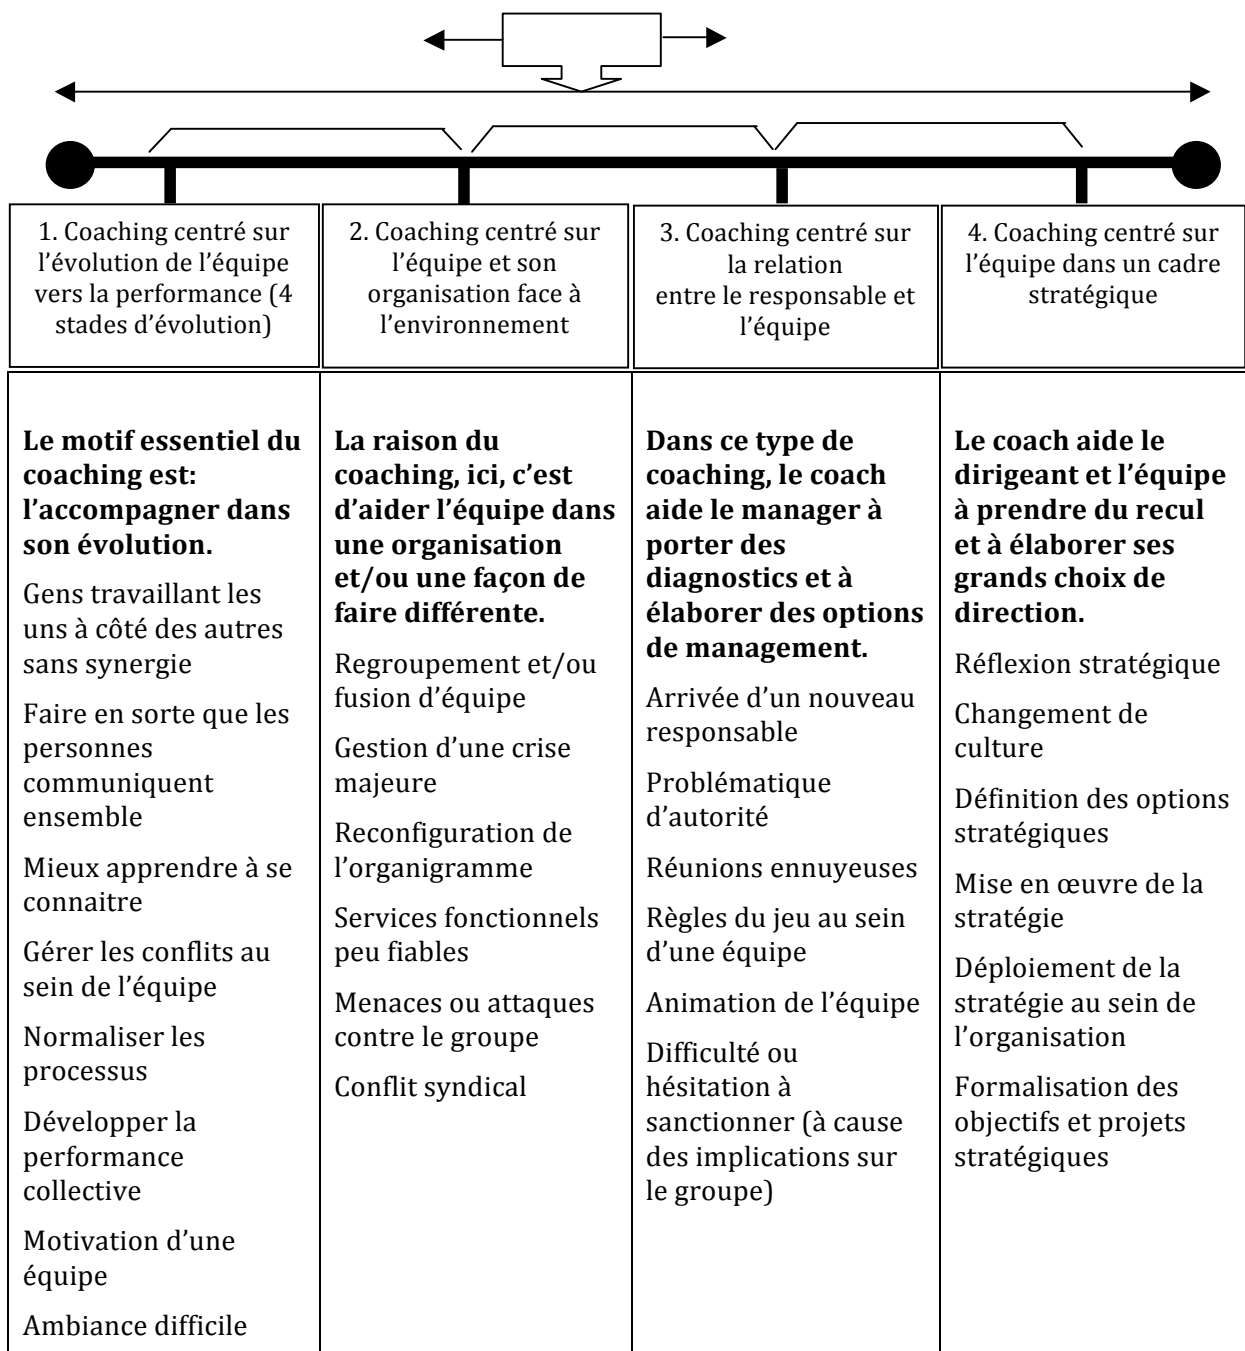 1. Coaching centré sur
l’évolution de l’équipe
vers la performance (4
stades d’évolution)
2. Coaching centré sur
l’équipe et son
organisation face à
l’environnement
3. Coaching centré sur
la relation
entre le responsable et
l’équipe
4. Coaching centré sur
l’équipe dans un cadre
stratégique
Le motif essentiel du
coaching est:
l’accompagner dans
son évolution.
Gens travaillant les
uns à côté des autres
sans synergie
Faire en sorte que les
personnes
communiquent
ensemble
Mieux apprendre à se
connaitre
Gérer les conflits au
sein de l’équipe
Normaliser les
processus
Développer la
performance
collective
Motivation d’une
équipe
Ambiance difficile
La raison du
coaching, ici, c’est
d’aider l’équipe dans
une organisation
et/ou une façon de
faire différente.
Regroupement et/ou
fusion d’équipe
Gestion d’une crise
majeure
Reconfiguration de
l’organigramme
Services fonctionnels
peu fiables
Menaces ou attaques
contre le groupe
Conflit syndical
Dans ce type de
coaching, le coach
aide le manager à
porter des
diagnostics et à
élaborer des options
de management.
Arrivée d’un nouveau
responsable
Problématique
d’autorité
Réunions ennuyeuses
Règles du jeu au sein
d’une équipe
Animation de l’équipe
Difficulté ou
hésitation à
sanctionner (à cause
des implications sur
le groupe)
Le coach aide le
dirigeant et l’équipe
à prendre du recul
et à élaborer ses
grands choix de
direction.
Réflexion stratégique
Changement de
culture
Définition des options
stratégiques
Mise en œuvre de la
stratégie
Déploiement de la
stratégie au sein de
l’organisation
Formalisation des
objectifs et projets
stratégiques